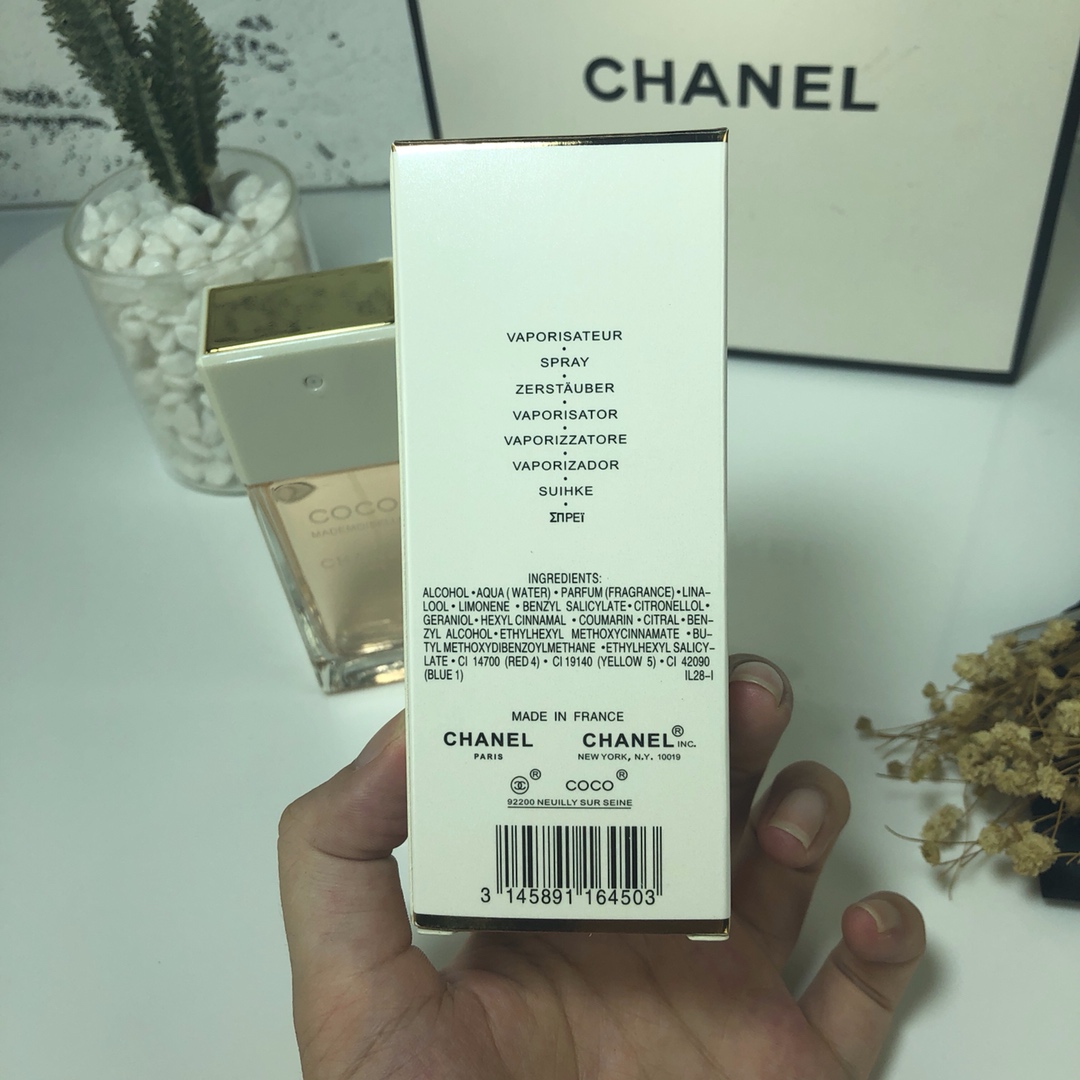 CHANEL
VAPORISATEUR
•
SPRAY
•
ZERSTÄUBER
•
VAPORISATOR
•
VAPORIZZATORE
•
VAPORIZADOR
•
SUIHKE
•
ΣΠΡΕΪ
INGREDIENTS:
ALCOHOL•AQUA (WATER) • PARFUM (FRAGRANCE)•LINA-
LOOL • LIMONENE • BENZYL SALICYLATE• CITRONELLOL•
GERANIOL• HEXYL CINNAMAL • COUMARIN • CITRAL • BEN-
ZYL ALCOHOL•ETHYLHEXYL METHOXYCINNAMATE •BU-
TYL METHOXYDIBENZOYLMETHANE •ETHYLHEXYL SALICY-
LATE • CI 14700 (RED 4) • CI 19140 (YELLOW 5) • CI 42090
(BLUE 1) IL28-I
MADE IN FRANCE
CHANEL CHANEL® INC.
PARIS NEW YORK, N.Y. 10019
® COCO®
92200 NEUILLY SUR SEINE
3 145891 164503
COCO